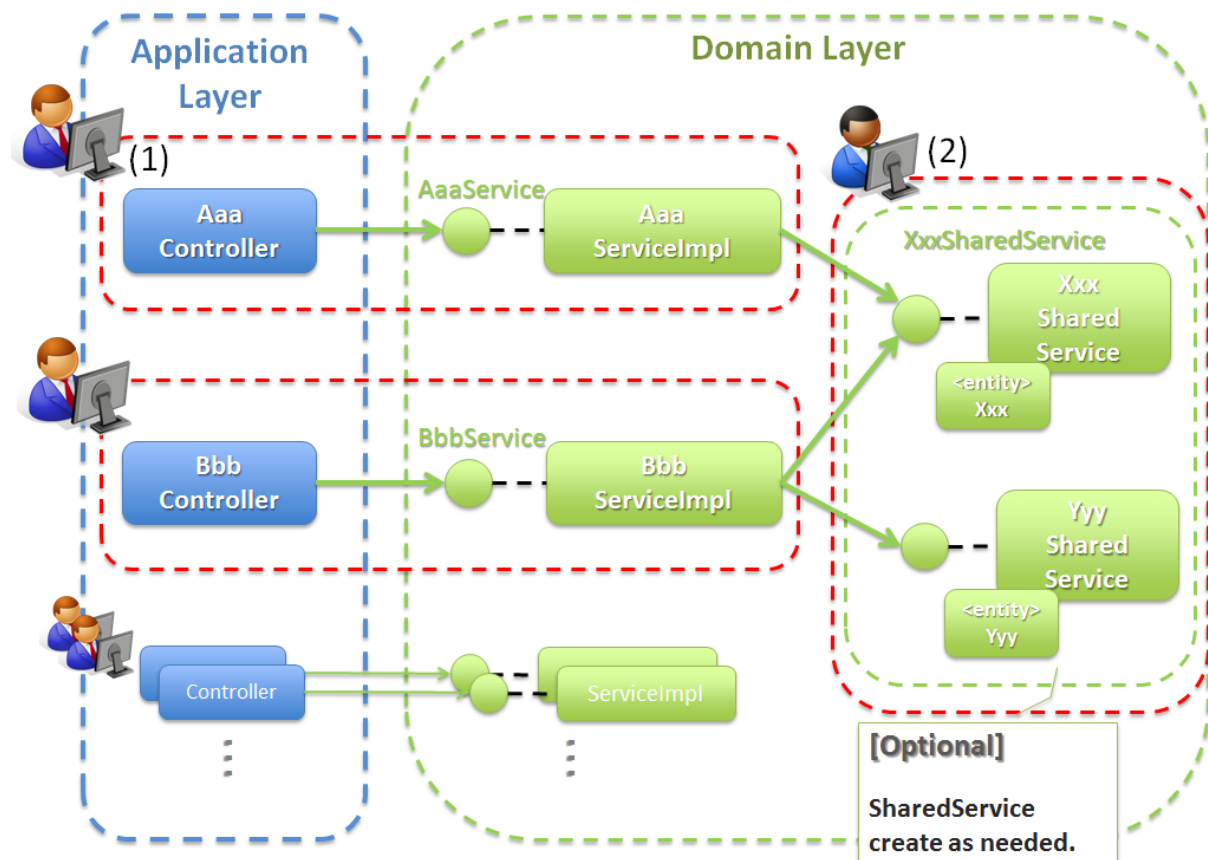 Application
Layer
Domain Layer
(1)
(2)
AaaService
Aaa
Controller
Aaa
ServiceImpl
XxxSharedService
Xxx
Shared
Service
<entity>
Xxx
BbbService
Bbb
Controller
Bbb
ServiceImpl
Yyy
Shared
Service
<entity>
Yyy
Controller
ServiceImpl
[Optional]
SharedService
create as needed.